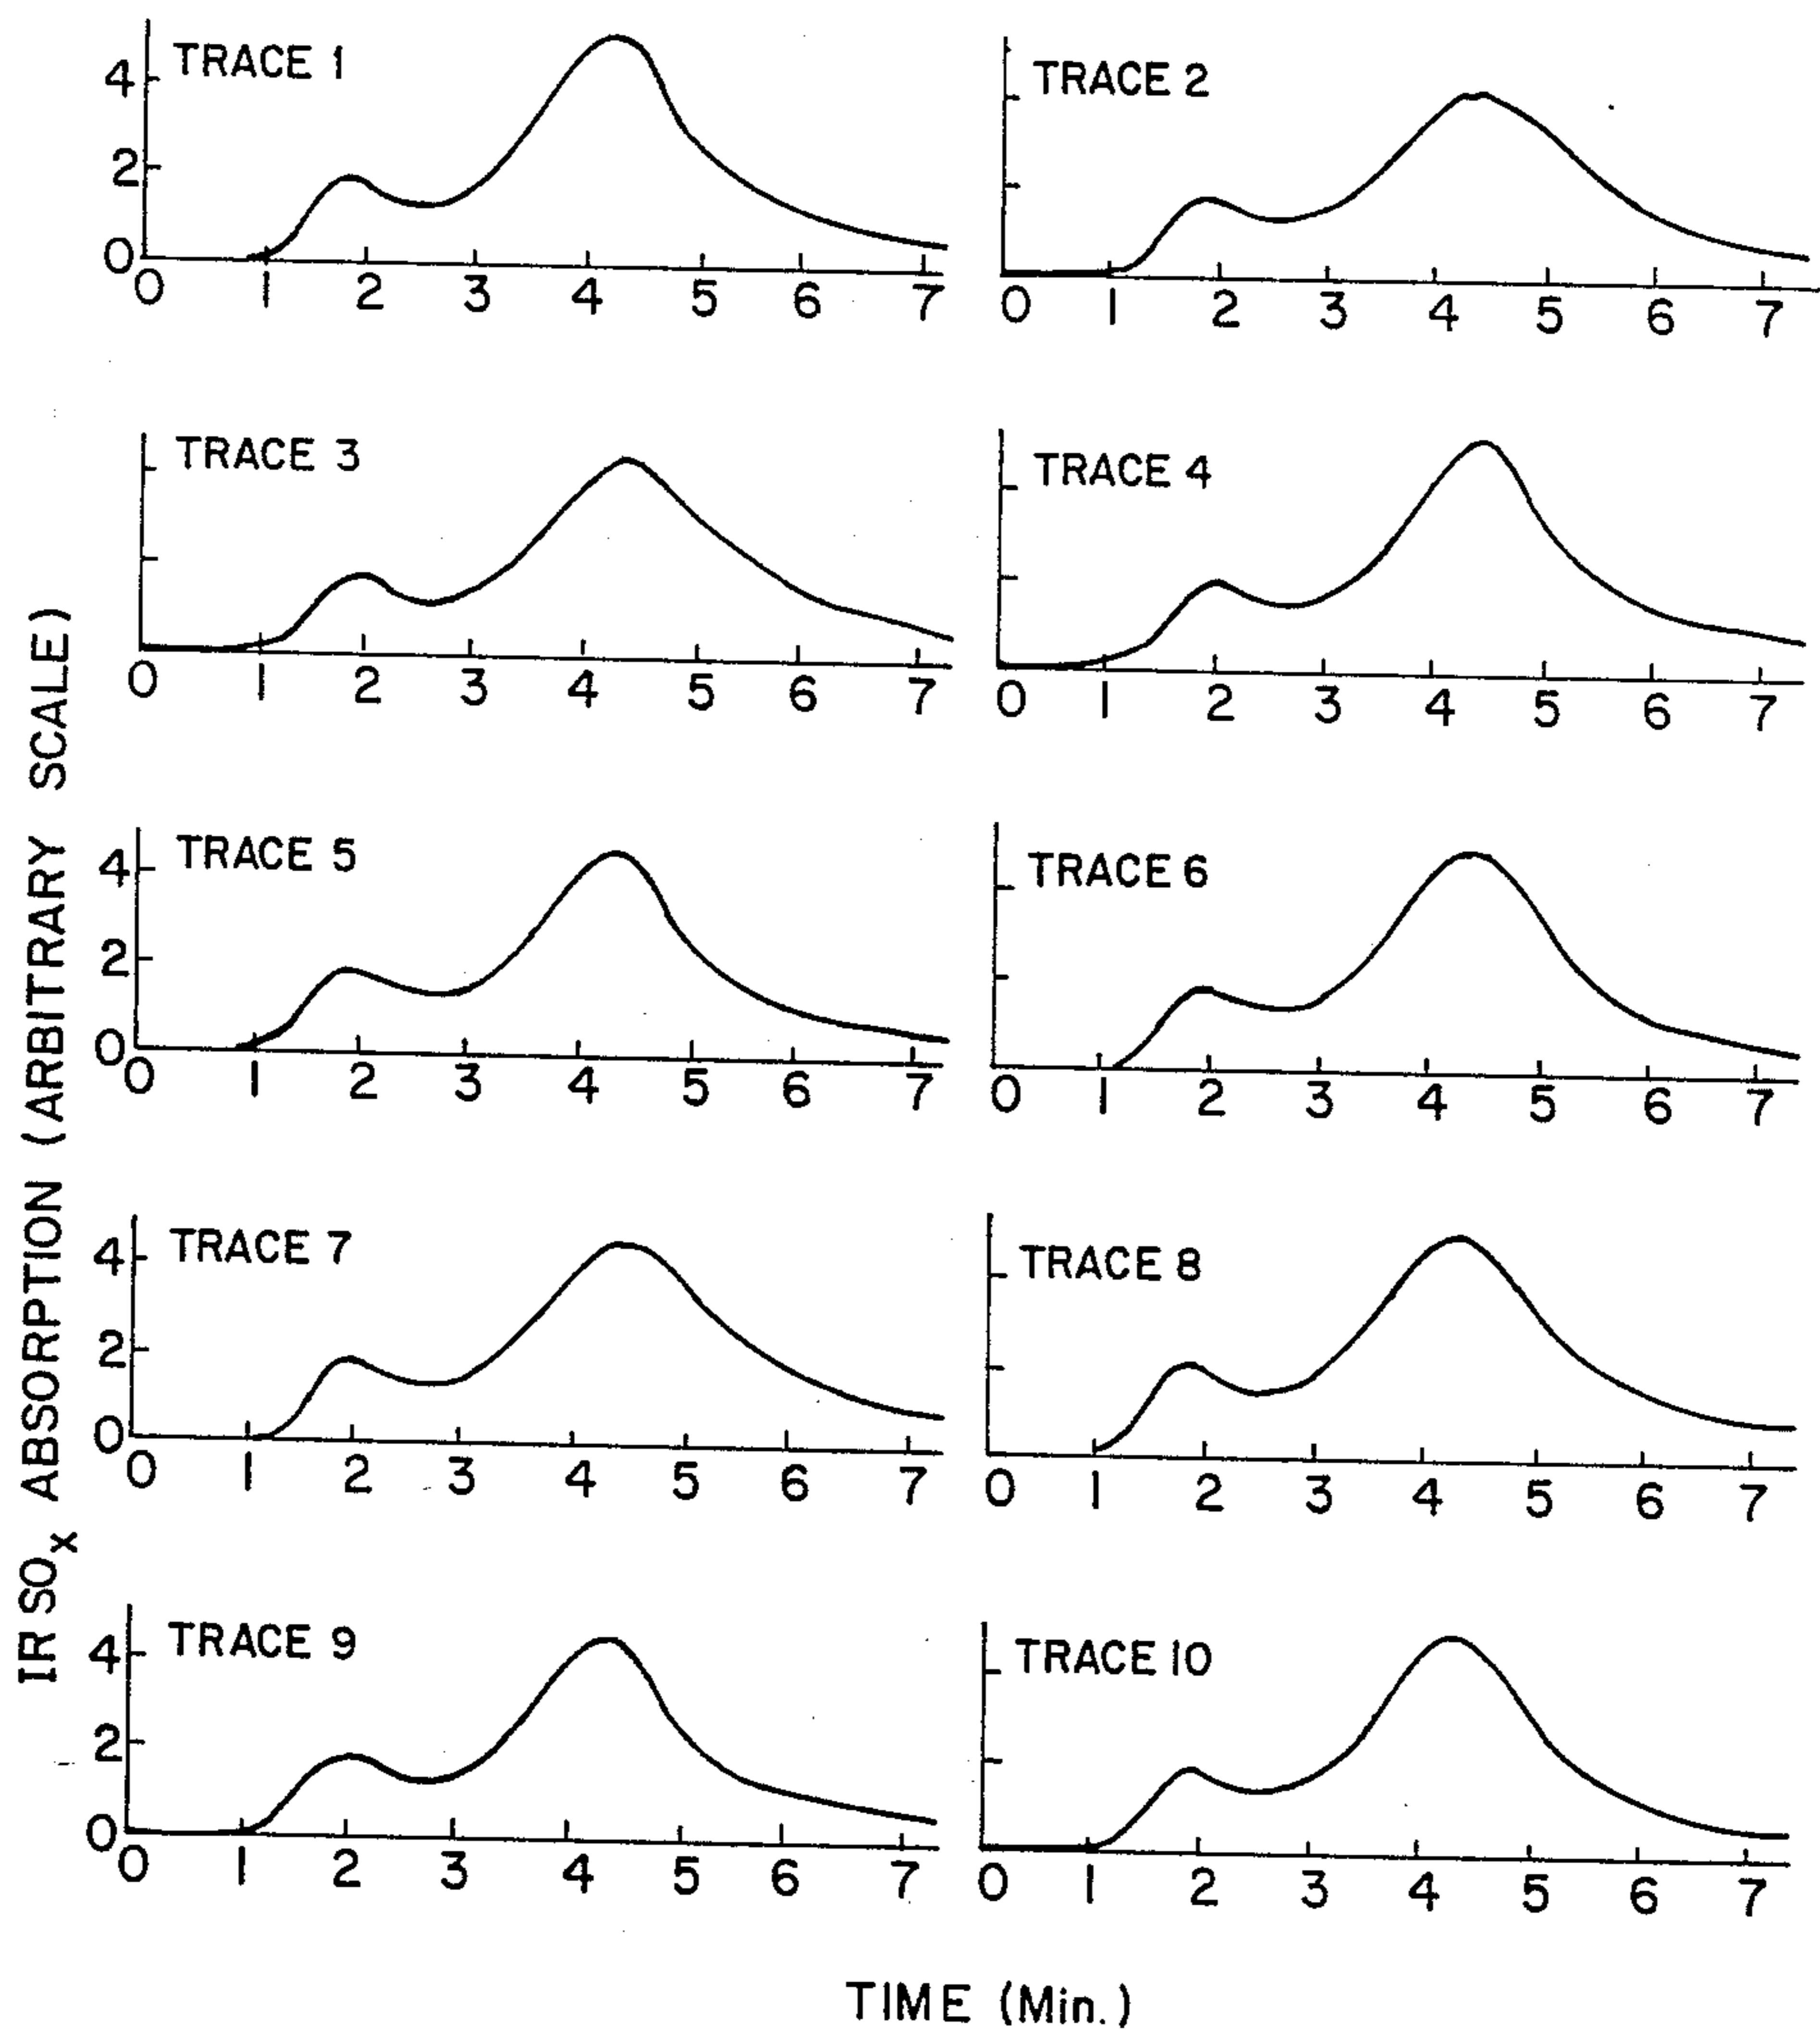 TRACE 1
4
2
0
0 1 2 3 4 5 6 7
TRACE 2
0 1 2 3 4 5 6 7
TRACE 3
0 1 2 3 4 5 6 7
TRACE 4
0 1 2 3 4 5 6 7
TRACE 5
4
2
0
0 1 2 3 4 5 6 7
TRACE 6
0 1 2 3 4 5 6 7
TRACE 7
4
2
0
0 1 2 3 4 5 6 7
TRACE 8
0 1 2 3 4 5 6 7
TRACE 9
4
2
0
0 1 2 3 4 5 6 7
TRACE 10
0 1 2 3 4 5 6 7
IR SOₓ ABSORPTION (ARBITRARY SCALE)
TIME (Min.)